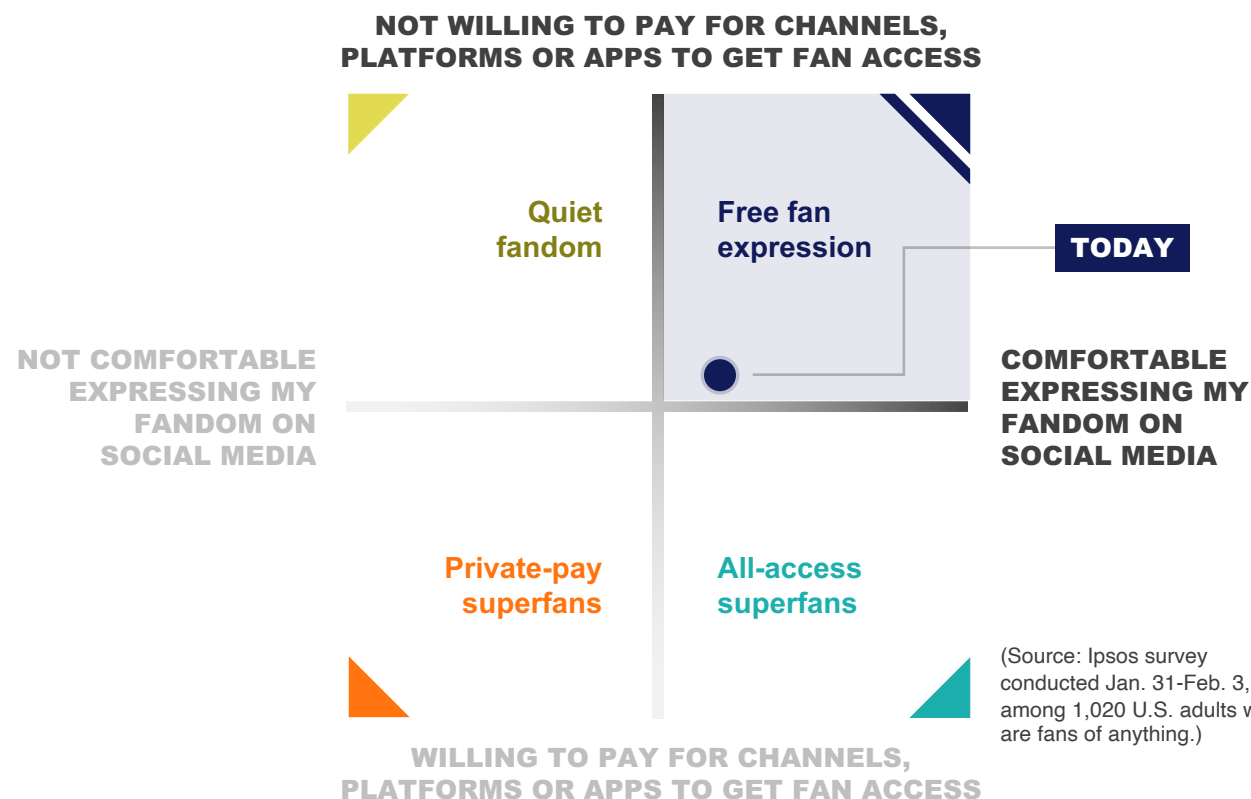 NOT WILLING TO PAY FOR CHANNELS,
PLATFORMS OR APPS TO GET FAN ACCESS
Quiet
fandom
Free fan
expression
TODAY
NOT COMFORTABLE
EXPRESSING MY
FANDOM ON
SOCIAL MEDIA
COMFORTABLE
EXPRESSING MY
FANDOM ON
SOCIAL MEDIA
Private-pay
superfans
All-access
superfans
(Source: Ipsos survey
conducted Jan. 31-Feb. 3,
among 1,020 U.S. adults
are fans of anything.)
WILLING TO PAY FOR CHANNELS,
PLATFORMS OR APPS TO GET FAN ACCESS